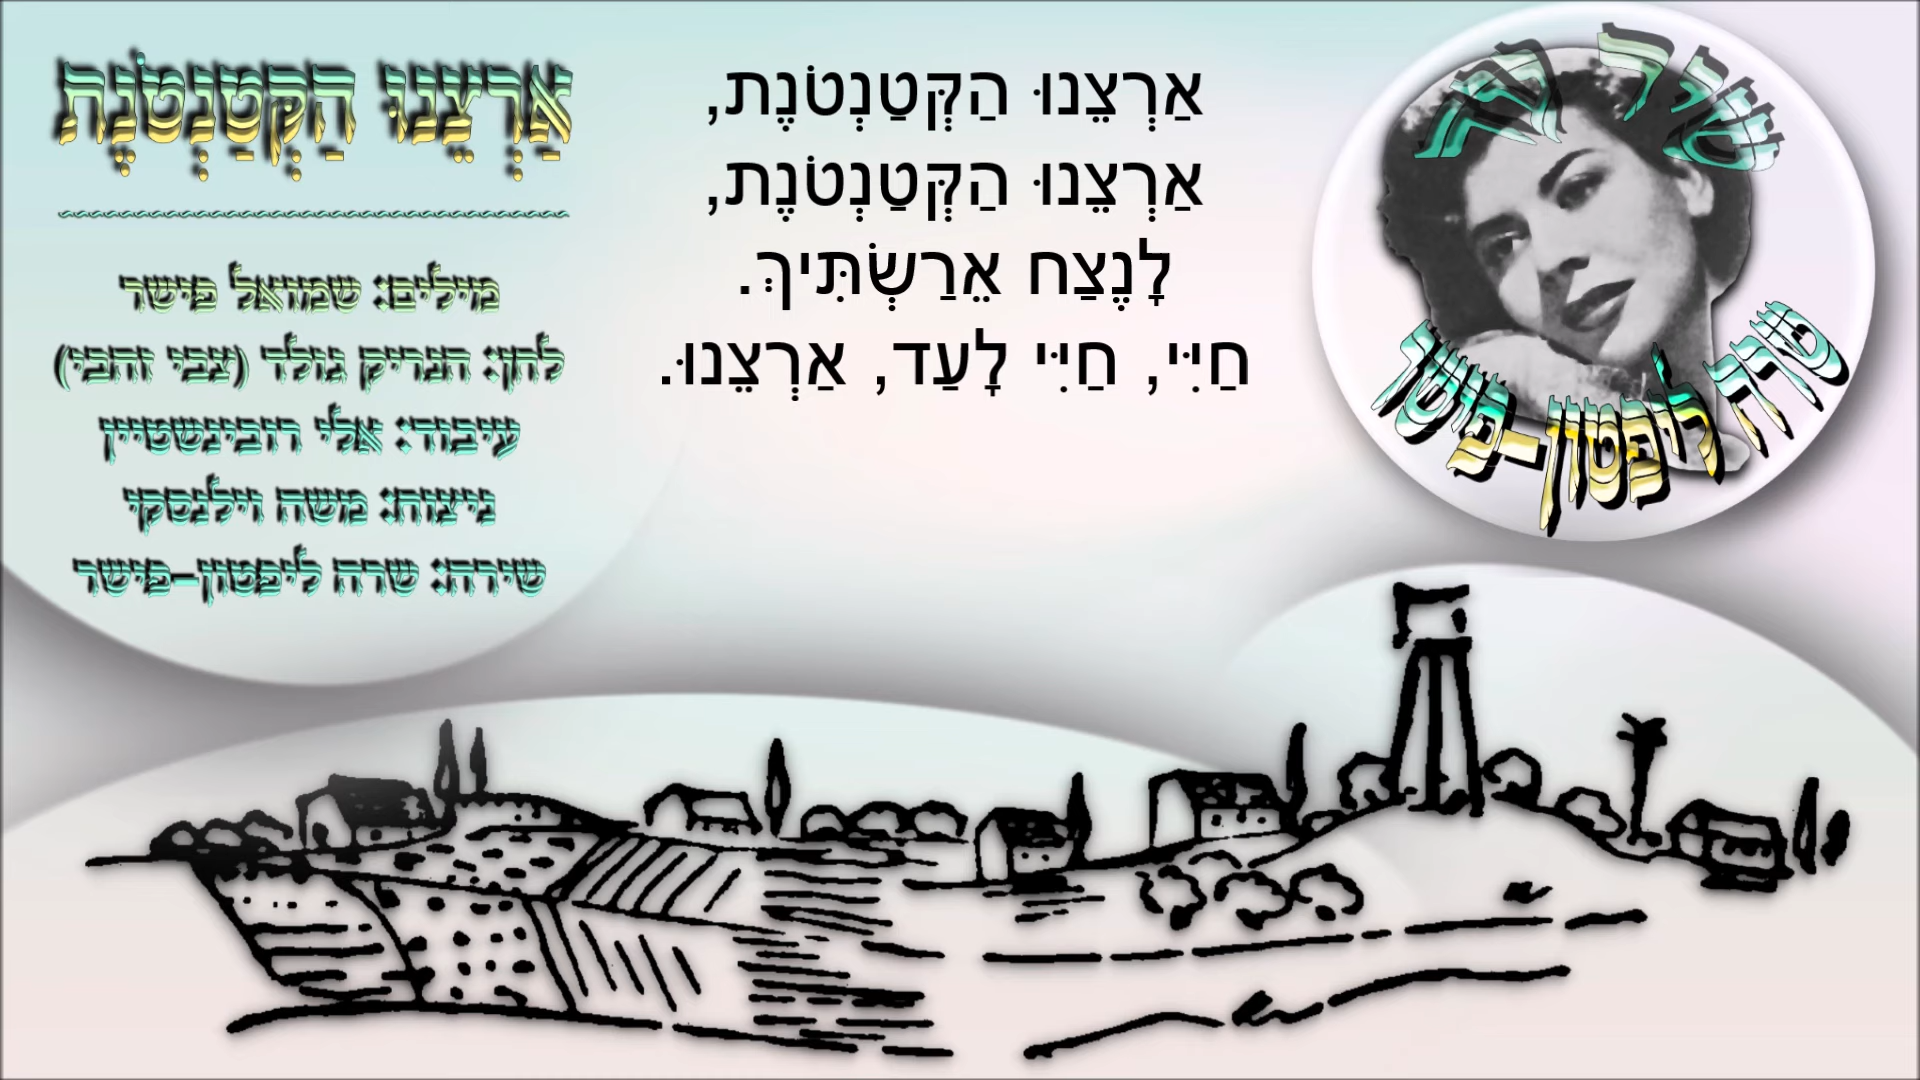 אַרְצֵנוּ הַקְּטַנְטֹנֶת
מילים: שמואל פישר
לחן: הנריק גולד (צבי זהבי)
עיבוד: אלי רובינשטיין
ניצוח: משה וילנסקי
שירה: שרה ליפטון–פישר
אַרְצֵנוּ הַקְּטַנְטֹנֶת,
אַרְצֵנוּ הַקְּטַנְטֹנֶת,
לָנֶצַח אֵרַשְׂתִּיךְ.
חַיִּי, חַיִּי לָעַד, אַרְצֵנוּ.
שרה ליפטון–פישר